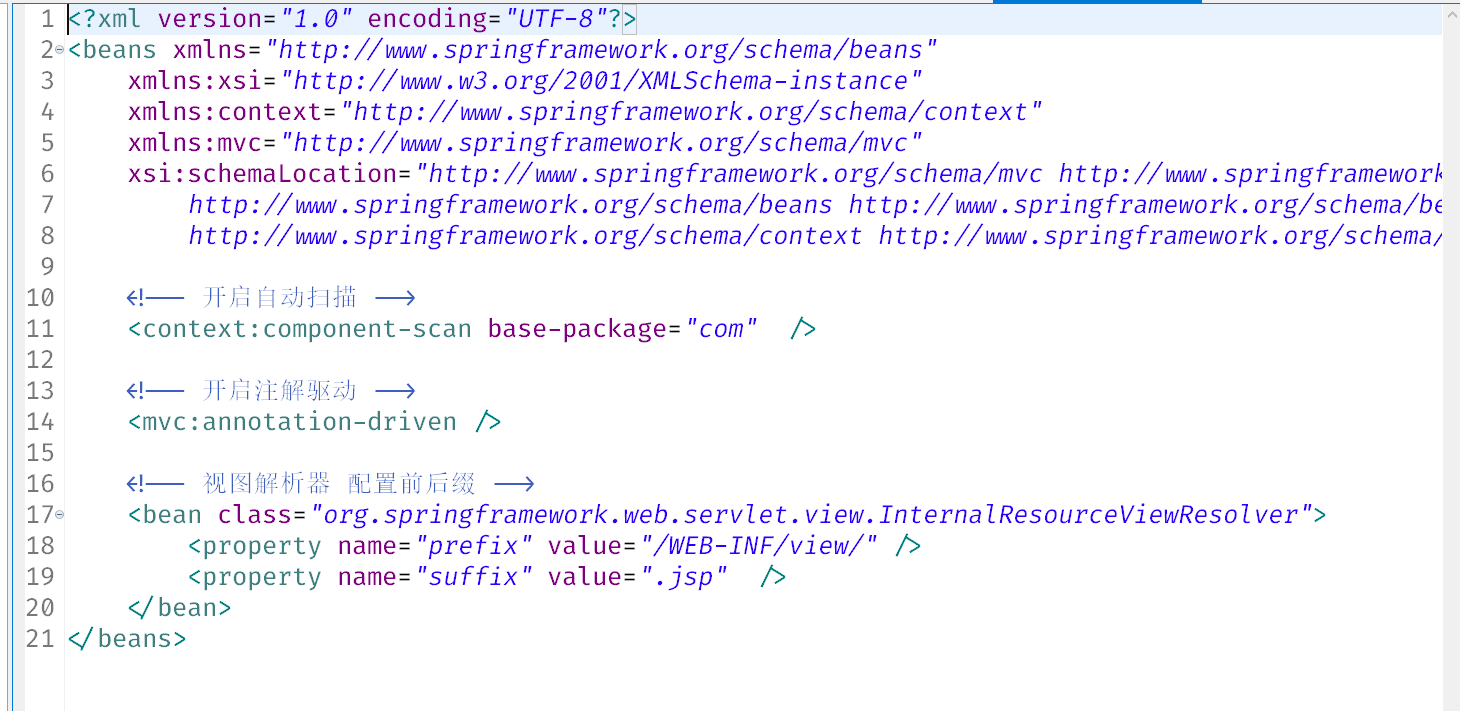 1 <?xml version="1.0" encoding="UTF-8"?>
2 <beans xmlns="http://www.springframework.org/schema/beans"
3 xmlns:xsi="http://www.w3.org/2001/XMLSchema-instance"
4 xmlns:context="http://www.springframework.org/schema/context"
5 xmlns:mvc="http://www.springframework.org/schema/mvc"
6 xsi:schemaLocation="http://www.springframework.org/schema/mvc http://www.springframework
7 http://www.springframework.org/schema/beans http://www.springframework.org/schema/be
8 http://www.springframework.org/schema/context http://www.springframework.org/schema/
9
10 <!-- 开启自动扫描 -->
11 <context:component-scan base-package="com" />
12
13 <!-- 开启注解驱动 -->
14 <mvc:annotation-driven />
15
16 <!-- 视图解析器 配置前后缀 -->
17 <bean class="org.springframework.web.servlet.view.InternalResourceViewResolver">
18 <property name="prefix" value="/WEB-INF/view/" />
19 <property name="suffix" value=".jsp" />
20 </bean>
21 </beans>